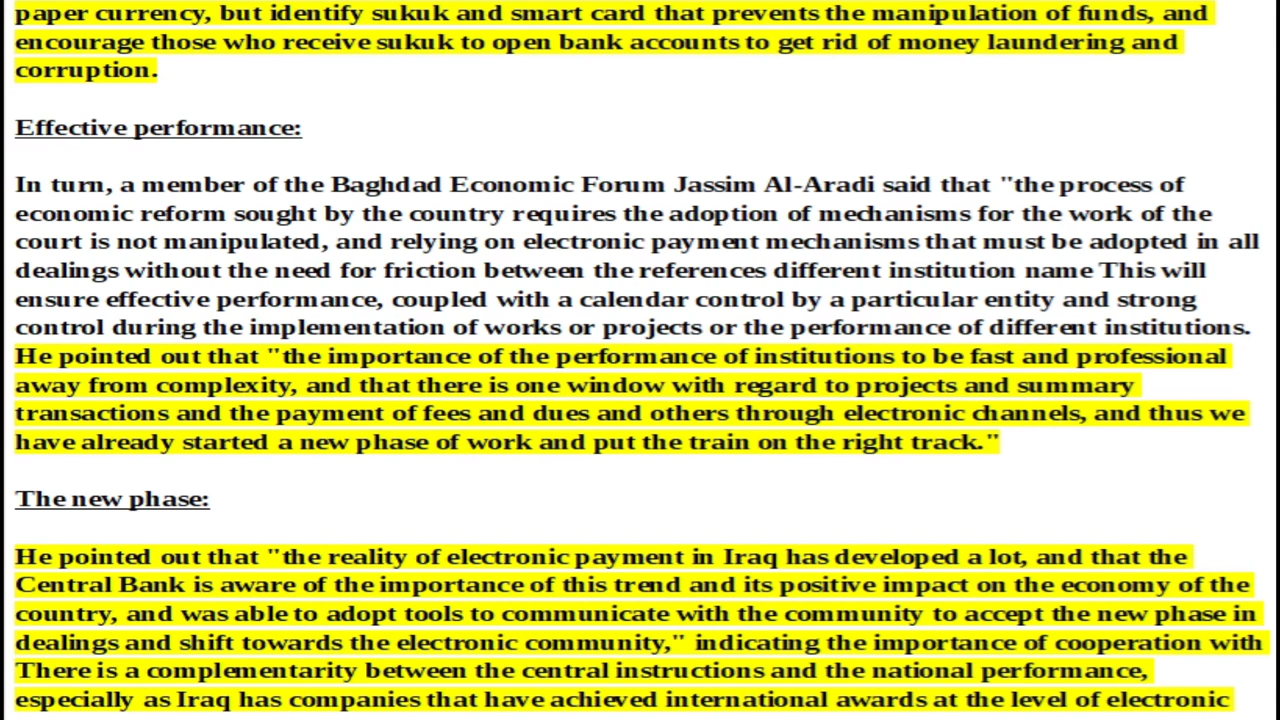 paper currency, but identify sukuk and smart card that prevents the manipulation of funds, and
encourage those who receive sukuk to open bank accounts to get rid of money laundering and
corruption.
Effective performance:
In turn, a member of the Baghdad Economic Forum Jassim Al-Aradi said that "the process of
economic reform sought by the country requires the adoption of mechanisms for the work of the
court is not manipulated, and relying on electronic payment mechanisms that must be adopted in all
dealings without the need for friction between the references different institution name This will
ensure effective performance, coupled with a calendar control by a particular entity and strong
control during the implementation of works or projects or the performance of different institutions.
He pointed out that "the importance of the performance of institutions to be fast and professional
away from complexity, and that there is one window with regard to projects and summary
transactions and the payment of fees and dues and others through electronic channels, and thus we
have already started a new phase of work and put the train on the right track."
The new phase:
He pointed out that "the reality of electronic payment in Iraq has developed a lot, and that the
Central Bank is aware of the importance of this trend and its positive impact on the economy of the
country, and was able to adopt tools to communicate with the community to accept the new phase in
dealings and shift towards the electronic community," indicating the importance of cooperation with
There is a complementarity between the central instructions and the national performance,
especially as Iraq has companies that have achieved international awards at the level of electronic